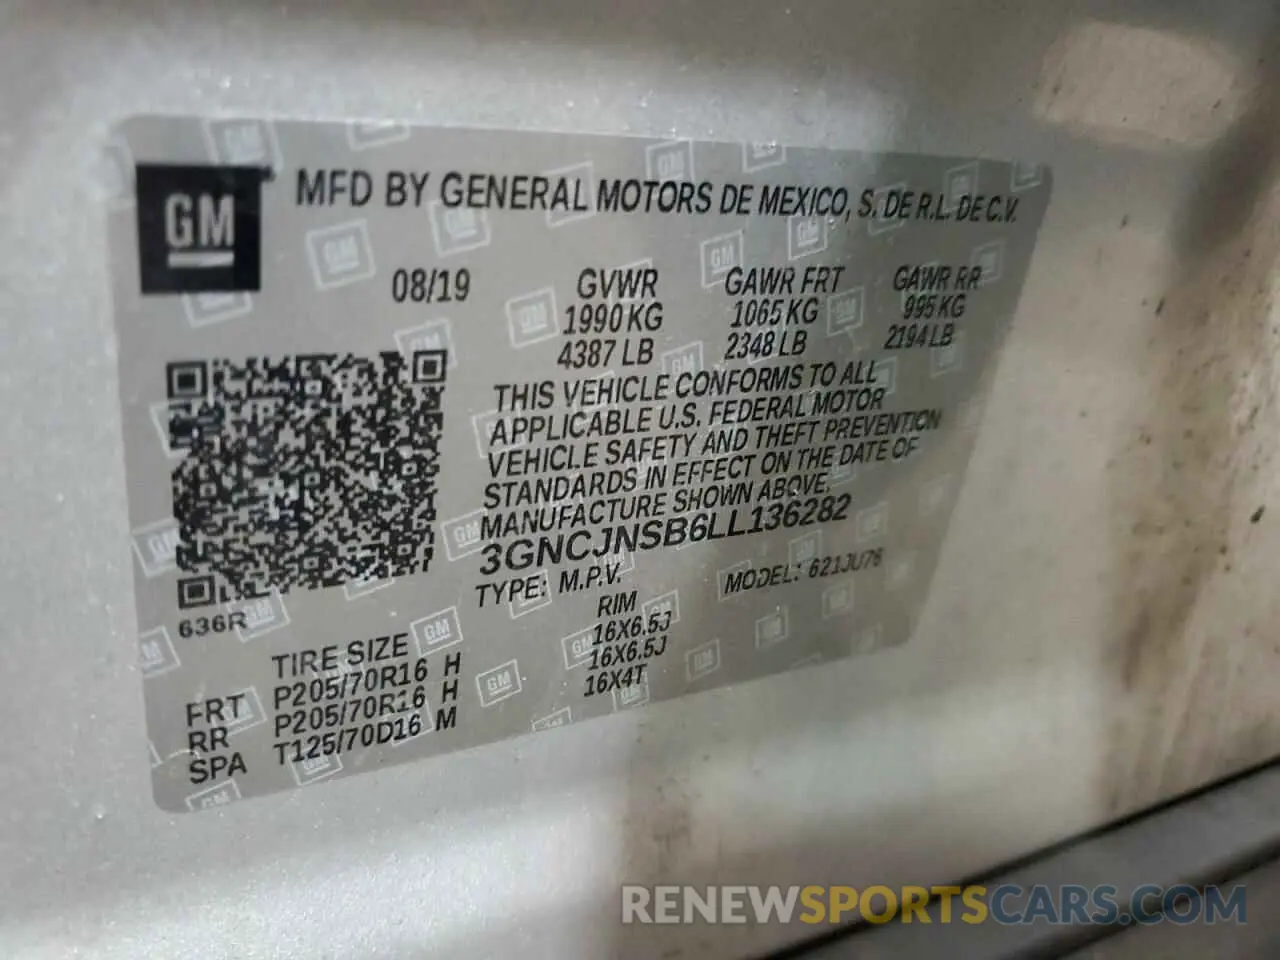 GM MFD BY GENERAL MOTORS DE MEXICO, S. DE R.L. DE C.V.
08/19 GVWR GAWR FRT GAWR RR
1990 KG 1065 KG 995 KG
4387 LB 2348 LB 2194 LB
THIS VEHICLE CONFORMS TO ALL
APPLICABLE U.S. FEDERAL MOTOR
VEHICLE SAFETY AND THEFT PREVENTION
STANDARDS IN EFFECT ON THE DATE OF
MANUFACTURE SHOWN ABOVE.
3GNCJNSB6LL136282
TYPE: M.P.V. MODEL: 621JU76
636R
TIRE SIZE RIM
FRT P205/70R16 H 16X6.5J
RR P205/70R16 H 16X6.5J
SPA T125/70D16 M 16X4T
RENEWSPORTSCARS.COM